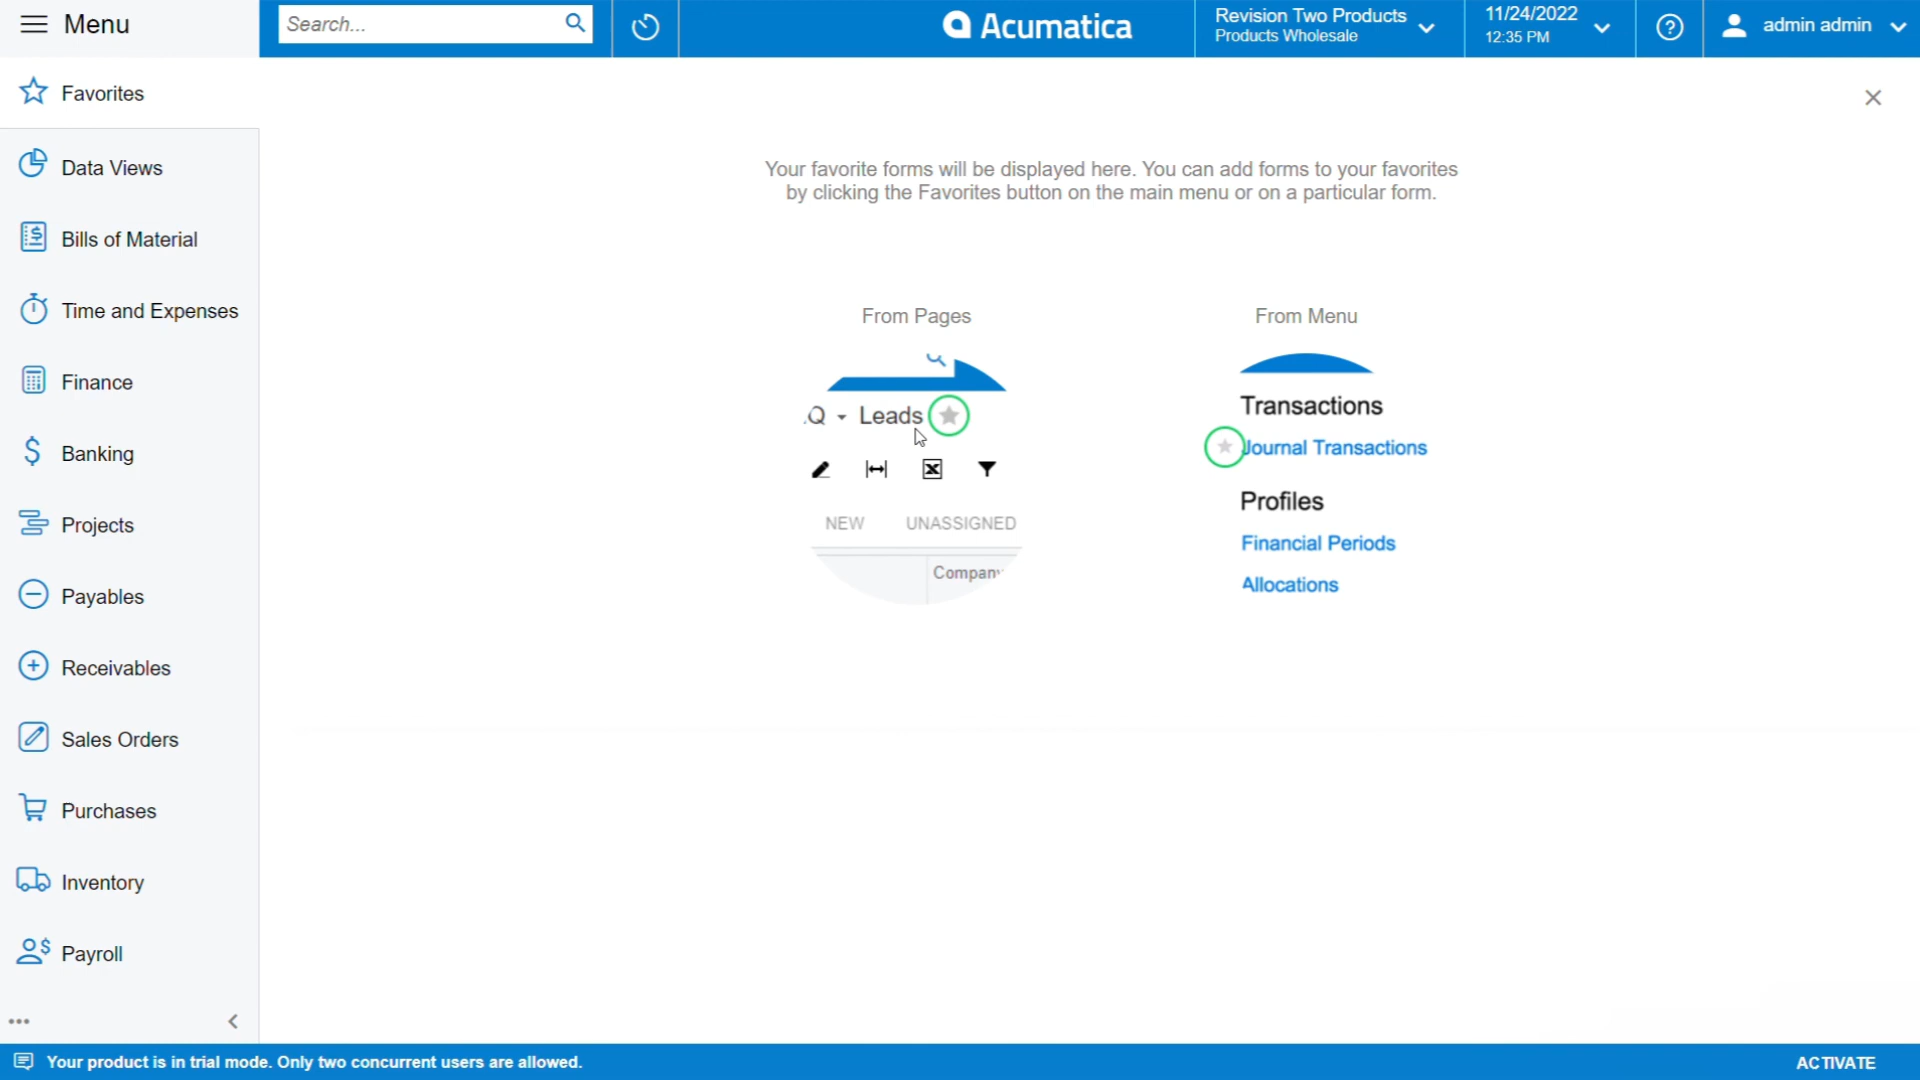 Menu
Search...
Acumatica
Revision Two Products
Products Wholesale
11/24/2022
12:35 PM
admin admin
Favorites
Data Views
Bills of Material
Time and Expenses
Finance
Banking
Projects
Payables
Receivables
Sales Orders
Purchases
Inventory
Payroll
Your favorite forms will be displayed here. You can add forms to your favorites
by clicking the Favorites button on the main menu or on a particular form.
From Pages
Q Leads
NEW UNASSIGNED
Company
From Menu
Transactions
Journal Transactions
Profiles
Financial Periods
Allocations
Your product is in trial mode. Only two concurrent users are allowed.
ACTIVATE